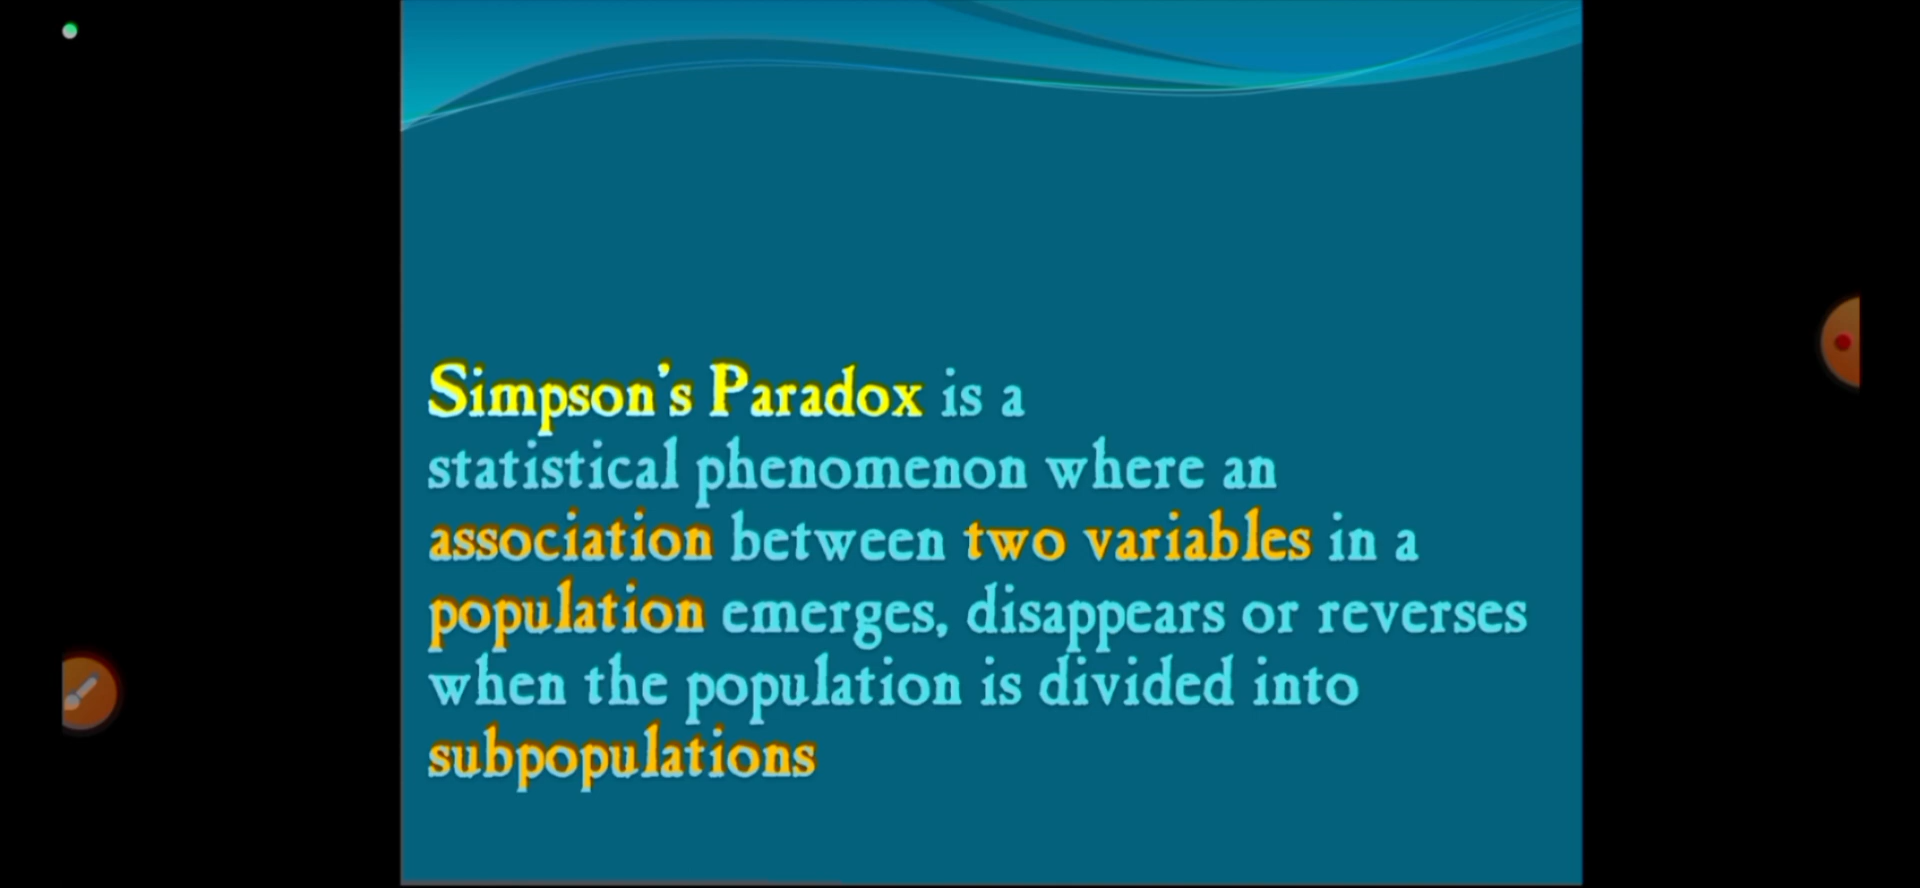 Simpson's Paradox is a
statistical phenomenon where an
association between two variables in a
population emerges, disappears or reverses
when the population is divided into
subpopulations